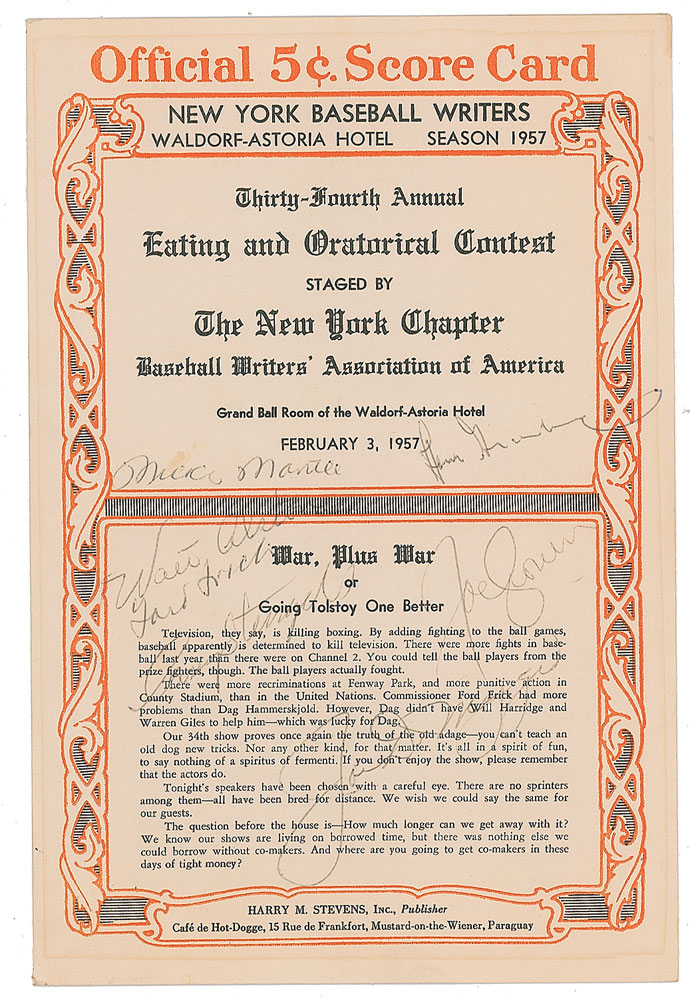 Official 5¢. Score Card
NEW YORK BASEBALL WRITERS
WALDORF-ASTORIA HOTEL SEASON 1957
Thirty-Fourth Annual
Eating and Oratorical Contest
STAGED BY
The New York Chapter
Baseball Writers' Association of America
Grand Ball Room of the Waldorf-Astoria Hotel
FEBRUARY 3, 1957
Mickey Mantle
Walt Alston
Ford Frick
War, Plus War
or
Going Tolstoy One Better
Joe Cronin
Television, they say, is killing boxing. By adding fighting to the ball games,
baseball apparently is determined to kill television. There were more fights in base-
ball last year than there were on Channel 2. You could tell the ball players from the
prize fighters, though. The ball players actually fought.
There were more recriminations at Fenway Park, and more punitive action in
County Stadium, than in the United Nations. Commissioner Ford Frick had more
problems than Dag Hammerskjold. However, Dag didn't have Will Harridge and
Warren Giles to help him—which was lucky for Dag.
Our 34th show proves once again the truth of the old adage—you can't teach an
old dog new tricks. Nor any other kind, for that matter. It's all in a spirit of fun,
to say nothing of a spiritus of fermenti. If you don't enjoy the show, please remember
that the actors do.
Tonight's speakers have been chosen with a careful eye. There are no sprinters
among them—all have been bred for distance. We wish we could say the same for
our guests.
The question before the house is—How much longer can we get away with it?
We know our shows are living on borrowed time, but there was nothing else we
could borrow without co-makers. And where are you going to get co-makers in these
days of tight money?
HARRY M. STEVENS, INC., Publisher
Café de Hot-Dogge, 15 Rue de Frankfort, Mustard-on-the-Wiener, Paraguay